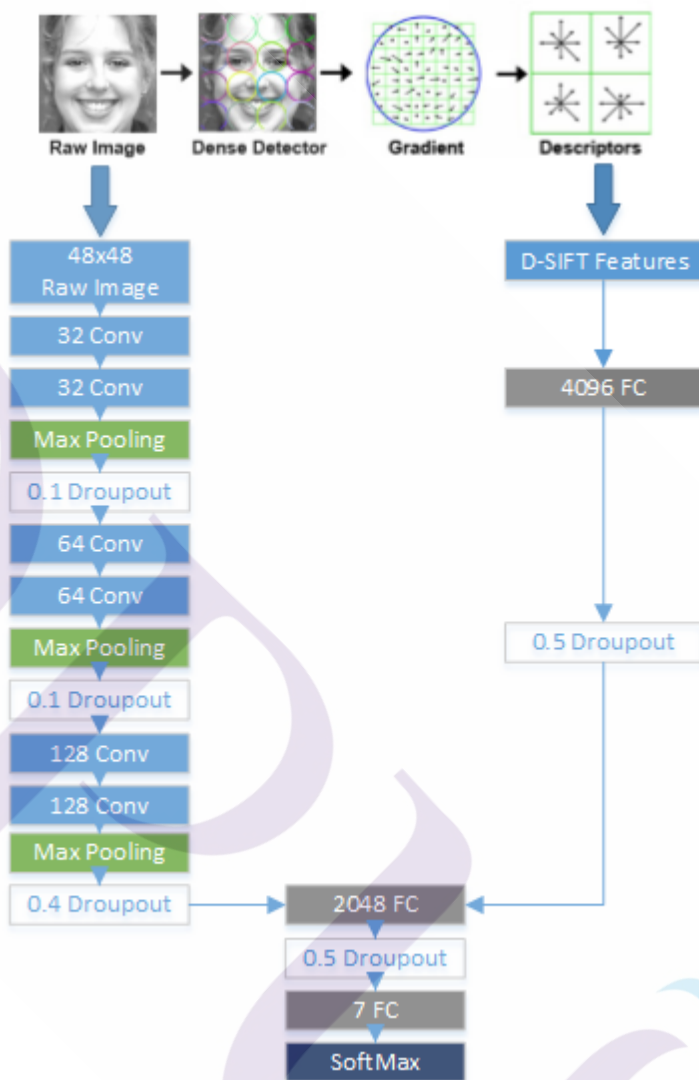 Raw Image
Dense Detector
Gradient
Descriptors
48x48
Raw Image
32 Conv
32 Conv
Max Pooling
0.1 Droupout
64 Conv
64 Conv
Max Pooling
0.1 Droupout
128 Conv
128 Conv
Max Pooling
0.4 Droupout
D-SIFT Features
4096 FC
0.5 Droupout
2048 FC
0.5 Droupout
7 FC
SoftMax